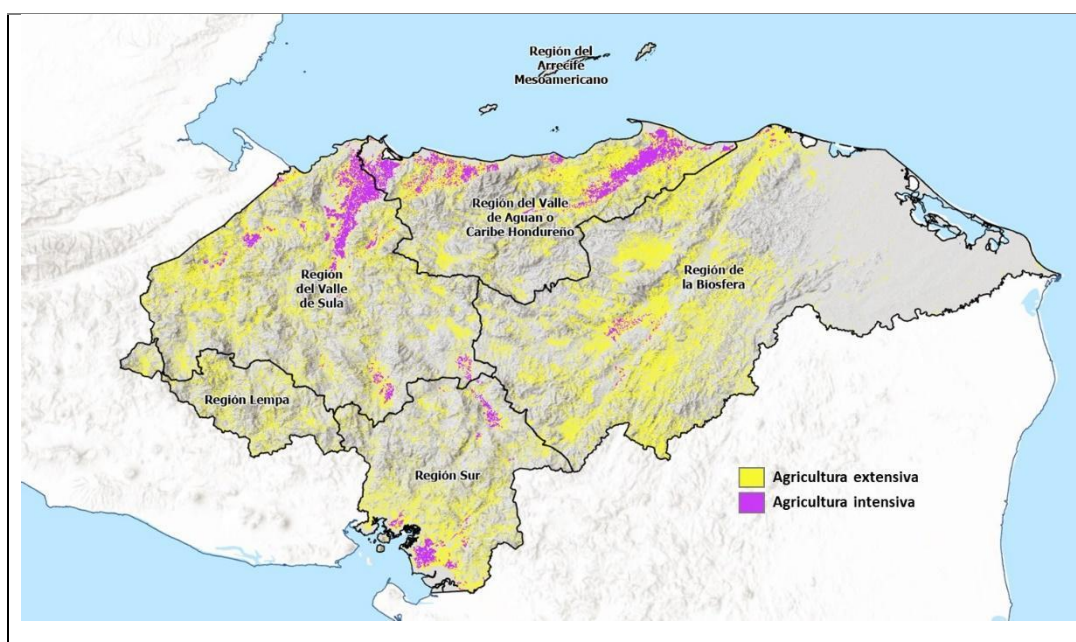 Región del
Arrecife
Mesoamericano
Región del Valle
de Aguan o
Caribe Hondureño
Región
del Valle
de Sula
Región de
la Biosfera
Región Lempa
Región Sur
Agricultura extensiva
Agricultura intensiva